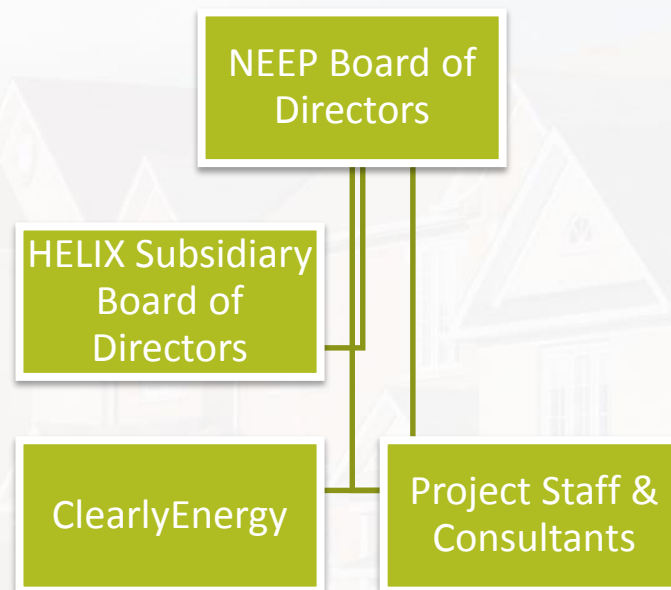 NEEP Board of
Directors
HELIX Subsidiary
Board of
Directors
ClearlyEnergy
Project Staff &
Consultants